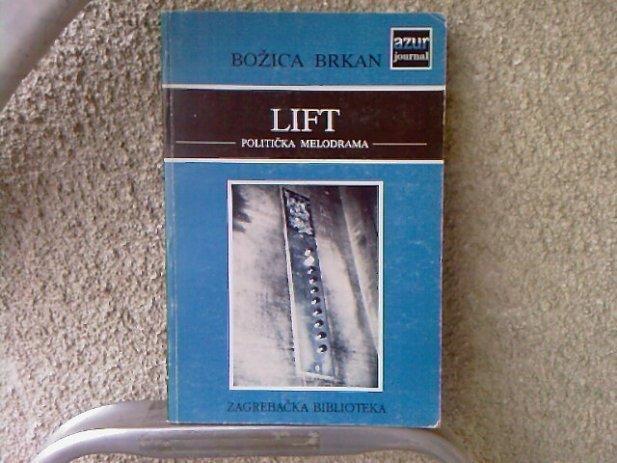 BOŽICA BRKAN
azur
journal
LIFT
POLITIČKA MELODRAMA
ZAGREBAČKA BIBLIOTEKA